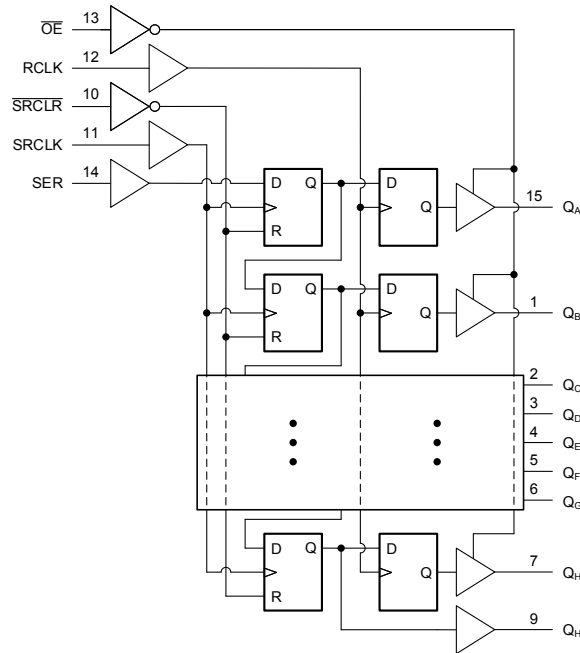 OE 13
RCLK 12
SRCLR 10
SRCLK 11
SER 14
D Q D
R Q 15 QA
D Q D
R Q 1 QB
2 QC
3 QD
4 QE
5 QF
6 QG
D Q D
R Q 7 QH
9 QH